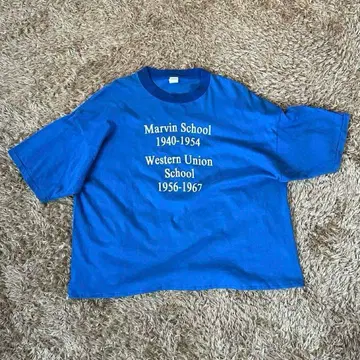 Marvin School
1940-1954
Western Union
School
1956-1967